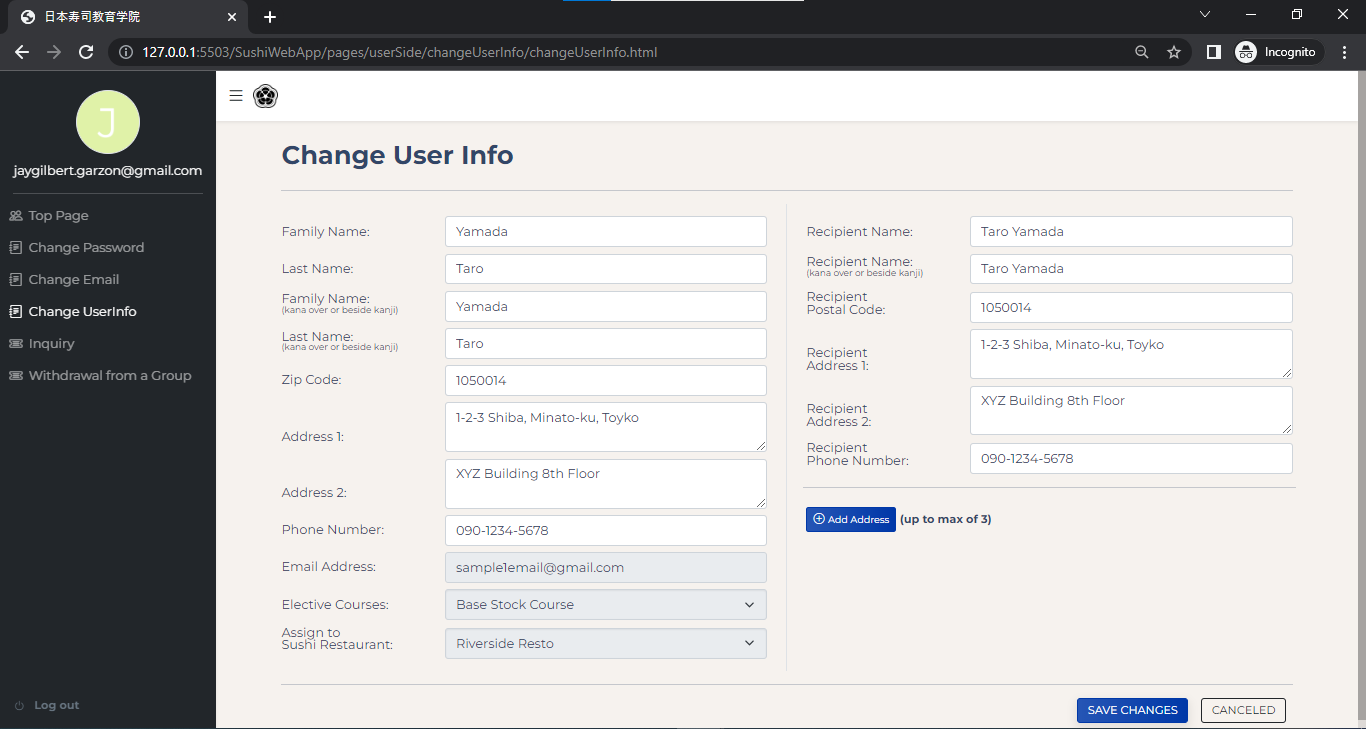 日本寿司教育学院
127.0.0.1:5503/SushiWebApp/pages/userSide/changeUserInfo/changeUserInfo.html
Incognito
J
jaygilbert.garzon@gmail.com
Top Page
Change Password
Change Email
Change UserInfo
Inquiry
Withdrawal from a Group
Log out
Change User Info
Family Name:
Yamada
Last Name:
Taro
Family Name:
(kana over or beside kanji)
Yamada
Last Name:
(kana over or beside kanji)
Taro
Zip Code:
1050014
Address 1:
1-2-3 Shiba, Minato-ku, Toyko
Address 2:
XYZ Building 8th Floor
Phone Number:
090-1234-5678
Email Address:
sample1email@gmail.com
Elective Courses:
Base Stock Course
Assign to
Sushi Restaurant:
Riverside Resto
Recipient Name:
Taro Yamada
Recipient Name:
(kana over or beside kanji)
Taro Yamada
Recipient
Postal Code:
1050014
Recipient
Address 1:
1-2-3 Shiba, Minato-ku, Toyko
Recipient
Address 2:
XYZ Building 8th Floor
Recipient
Phone Number:
090-1234-5678
Add Address (up to max of 3)
SAVE CHANGES
CANCELED